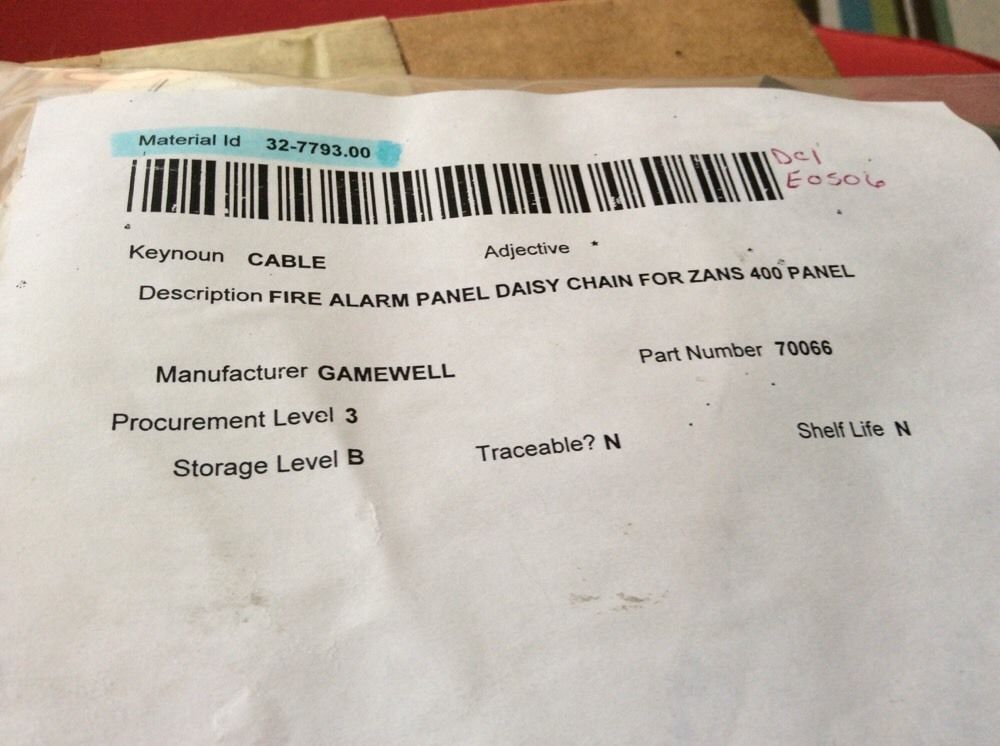 Material Id 32-7793.00
DC1
E0506
Keynoun CABLE Adjective *
Description FIRE ALARM PANEL DAISY CHAIN FOR ZANS 400 PANEL
Manufacturer GAMEWELL Part Number 70066
Procurement Level 3
Storage Level B Traceable? N Shelf Life N